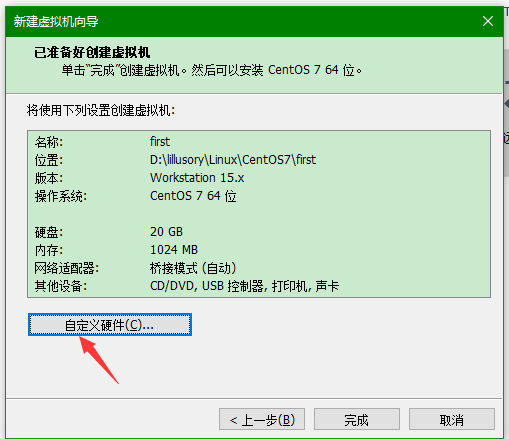 新建虚拟机向导
已准备好创建虚拟机
单击“完成”创建虚拟机。然后可以安装 CentOS 7 64 位。
将使用下列设置创建虚拟机:
名称: first
位置: D:\lillusory\Linux\CentOS7\first
版本: Workstation 15.x
操作系统: CentOS 7 64 位
硬盘: 20 GB
内存: 1024 MB
网络适配器: 桥接模式 (自动)
其他设备: CD/DVD, USB 控制器, 打印机, 声卡
自定义硬件(C)...
< 上一步(B) 完成 取消